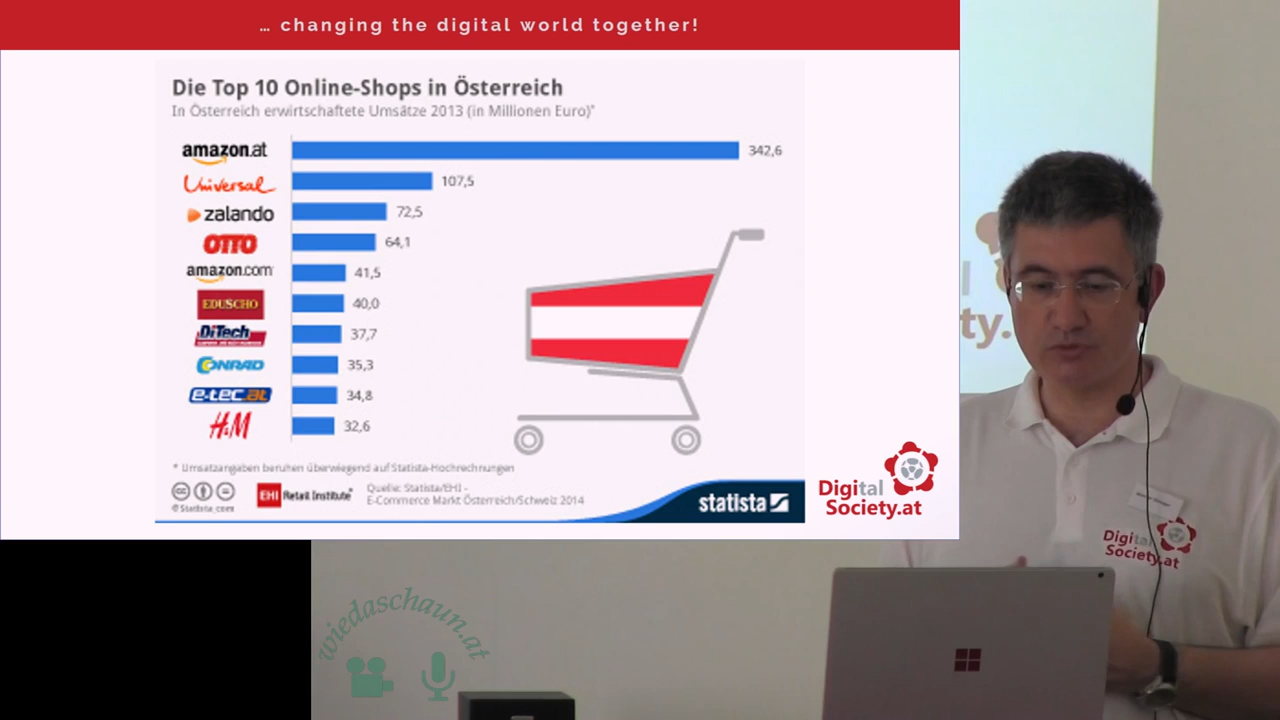 … changing the digital world together!
Die Top 10 Online-Shops in Österreich
In Österreich erwirtschaftete Umsätze 2013 (in Millionen Euro)*
amazon.at 342,6
Universal 107,5
zalando 72,5
OTTO 64,1
amazon.com 41,5
EDUSCHO 40,0
DiTech 37,7
CONRAD 35,3
e-tec.at 34,8
H&M 32,6
* Umsatzangaben beruhen überwiegend auf Statista-Hochrechnungen
EHI Retail Institute®
Quelle: Statista/EHI -
E-Commerce Markt Österreich/Schweiz 2014
@Statista_com
statista
Digital
Society.at
ty.
Digital
Society.at
wiedaschaun.at